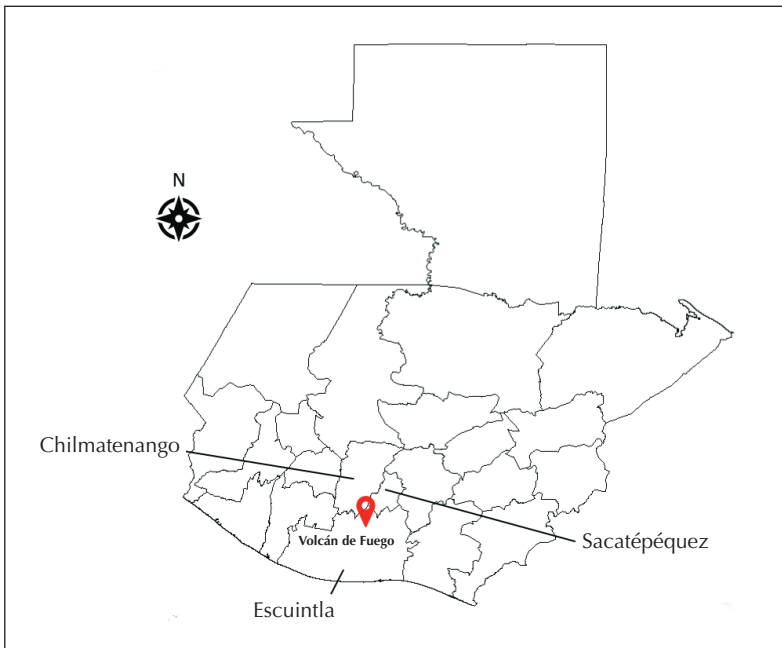 N
Chilmatenango
Volcán de Fuego
Sacatépéquez
Escuintla